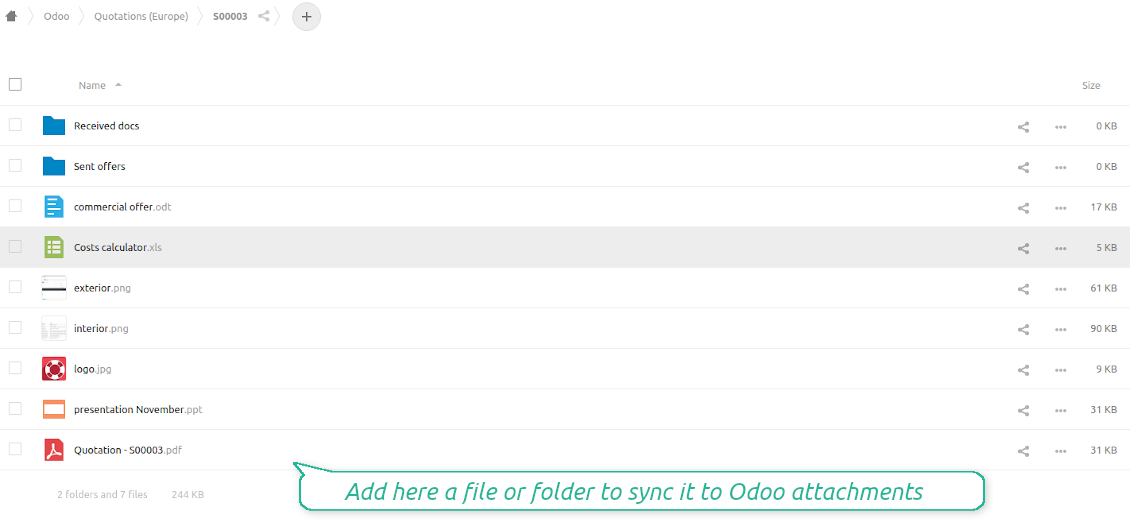 Odoo Quotations (Europe) S00003 +
Name Size
Received docs 0 KB
Sent offers 0 KB
commercial offer.odt 17 KB
Costs calculator.xls 5 KB
exterior.png 61 KB
interior.png 90 KB
logo.jpg 9 KB
presentation November.ppt 31 KB
Quotation - S00003.pdf 31 KB
2 folders and 7 files 244 KB
Add here a file or folder to sync it to Odoo attachments